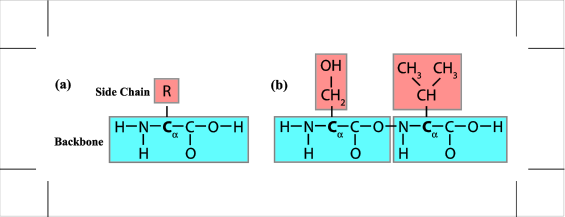 (a)
Side Chain R
Backbone H–N–Cα–C–O–H
H O
(b)
OH
CH2
CH3 CH3
CH
H–N–Cα–C–O–N–Cα–C–O–H
H O H O